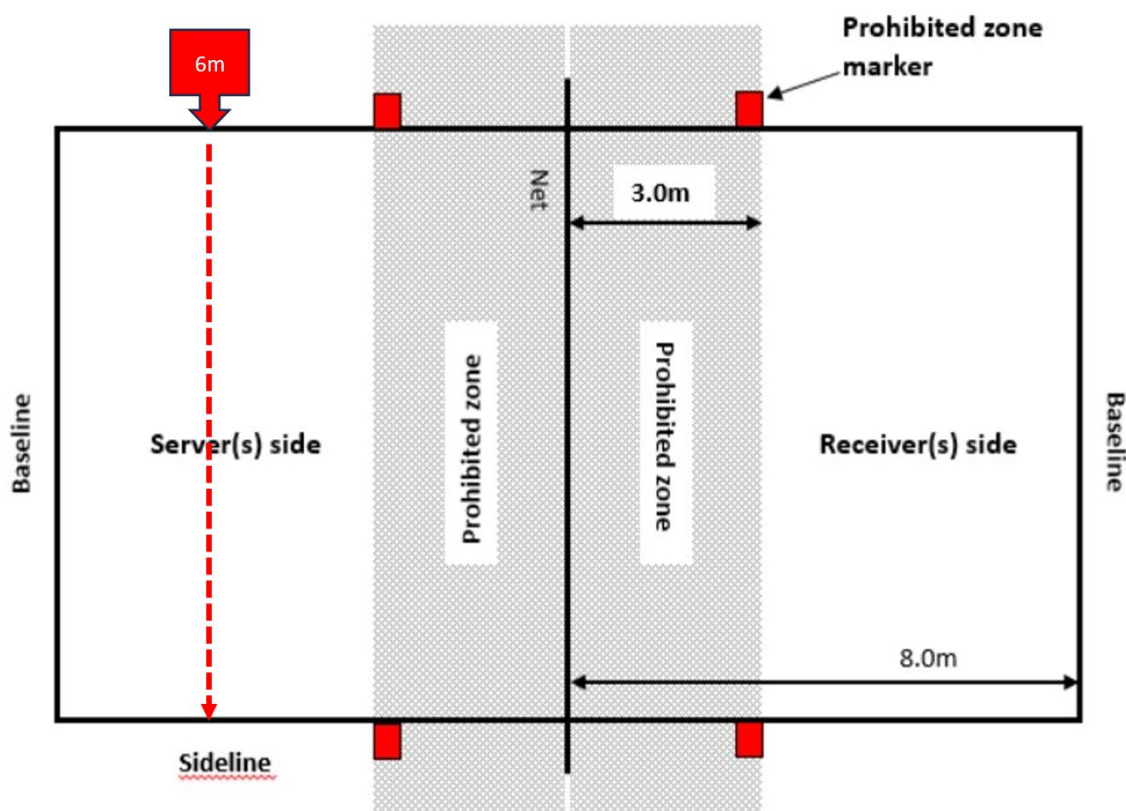 6m
Prohibited zone
marker
Net
3.0m
Baseline
Server(s) side
Prohibited zone
Prohibited zone
Receiver(s) side
Baseline
8.0m
Sideline